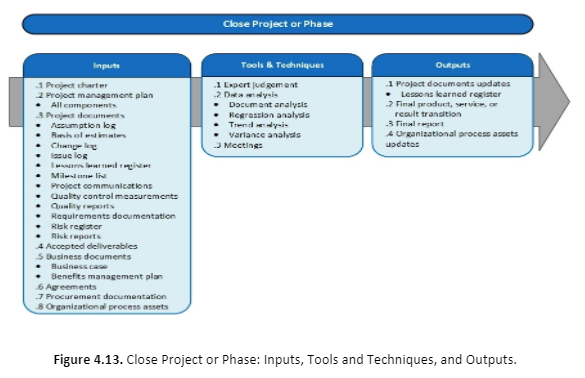 Close Project or Phase
Inputs
.1 Project charter
.2 Project management plan
• All components
.3 Project documents
• Assumption log
• Basis of estimates
• Change log
• Issue log
• Lessons learned register
• Milestone list
• Project communications
• Quality control measurements
• Quality reports
• Requirements documentation
• Risk register
• Risk reports
.4 Accepted deliverables
.5 Business documents
• Business case
• Benefits management plan
.6 Agreements
.7 Procurement documentation
.8 Organizational process assets
Tools & Techniques
.1 Expert judgement
.2 Data analysis
• Document analysis
• Regression analysis
• Trend analysis
• Variance analysis
.3 Meetings
Outputs
.1 Project documents updates
• Lessons learned register
.2 Final product, service, or
result transition
.3 Final report
.4 Organizational process assets
updates
Figure 4.13. Close Project or Phase: Inputs, Tools and Techniques, and Outputs.